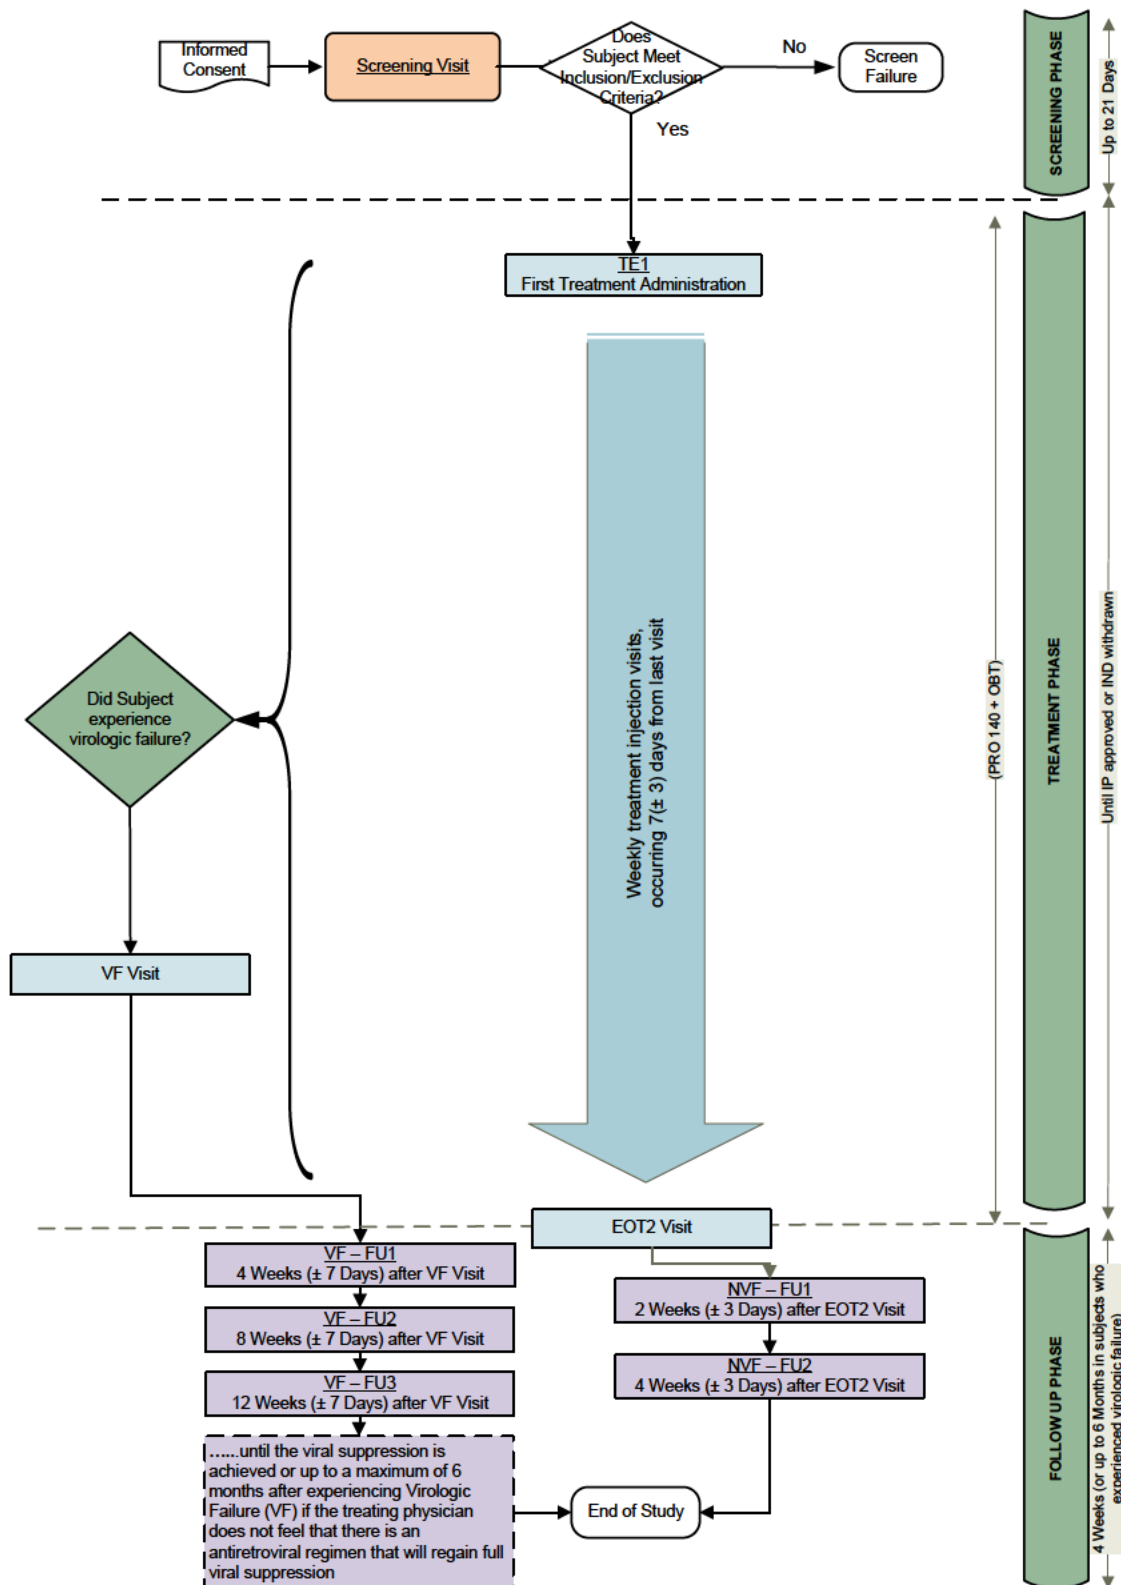 Informed
Consent
Screening Visit
Does
Subject Meet
Inclusion/Exclusion
Criteria?
No
Screen
Failure
Yes
SCREENING PHASE
Up to 21 Days
TE1
First Treatment Administration
Weekly treatment injection visits,
occurring 7(± 3) days from last visit
(PRO 140 + OBT)
TREATMENT PHASE
Until IP approved or IND withdrawn
Did Subject
experience
virologic failure?
VF Visit
EOT2 Visit
VF – FU1
4 Weeks (± 7 Days) after VF Visit
VF – FU2
8 Weeks (± 7 Days) after VF Visit
VF – FU3
12 Weeks (± 7 Days) after VF Visit
......until the viral suppression is
achieved or up to a maximum of 6
months after experiencing Virologic
Failure (VF) if the treating physician
does not feel that there is an
antiretroviral regimen that will regain full
viral suppression
NVF – FU1
2 Weeks (± 3 Days) after EOT2 Visit
NVF – FU2
4 Weeks (± 3 Days) after EOT2 Visit
End of Study
FOLLOW UP PHASE
4 Weeks (or up to 6 Months in subjects who
experienced virologic failure)